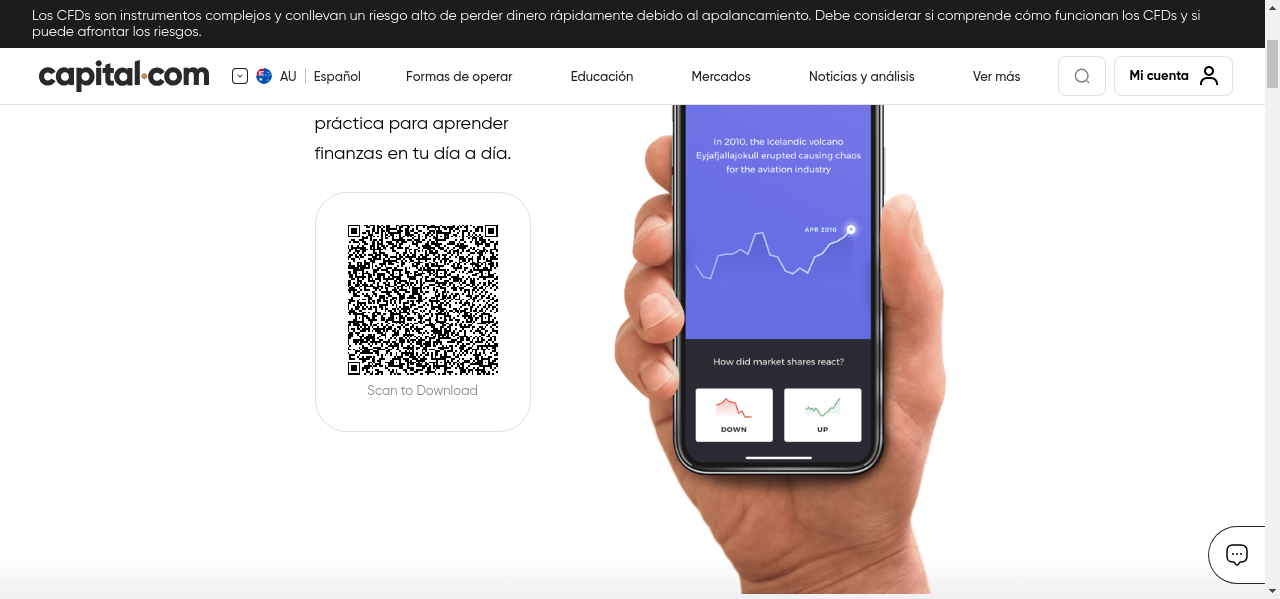 Los CFDs son instrumentos complejos y conllevan un riesgo alto de perder dinero rápidamente debido al apalancamiento. Debe considerar si comprende cómo funcionan los CFDs y si
puede afrontar los riesgos.
capital.com
AU Español Formas de operar Educación Mercados Noticias y análisis Ver más Mi cuenta
práctica para aprender
finanzas en tu día a día.
Scan to Download
In 2010, the Icelandic volcano
Eyjafjallajokull erupted causing chaos
for the aviation industry
APR 2010
How did market shares react?
DOWN UP